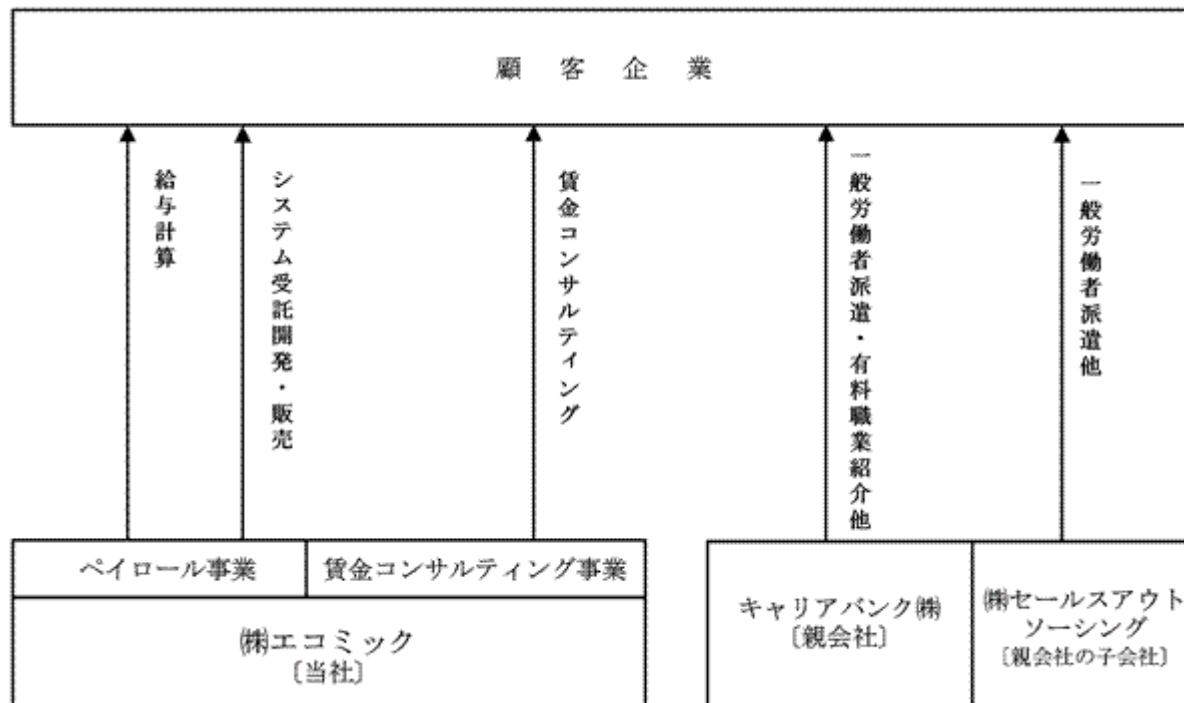 顧客企業
給与計算
システム受託開発・販売
賃金コンサルティング
一般労働者派遣・有料職業紹介他
一般労働者派遣他
ペイロール事業
賃金コンサルティング事業
㈱エコミック
〔当社〕
キャリアバンク㈱
〔親会社〕
㈱セールスアウト
ソーシング
〔親会社の子会社〕